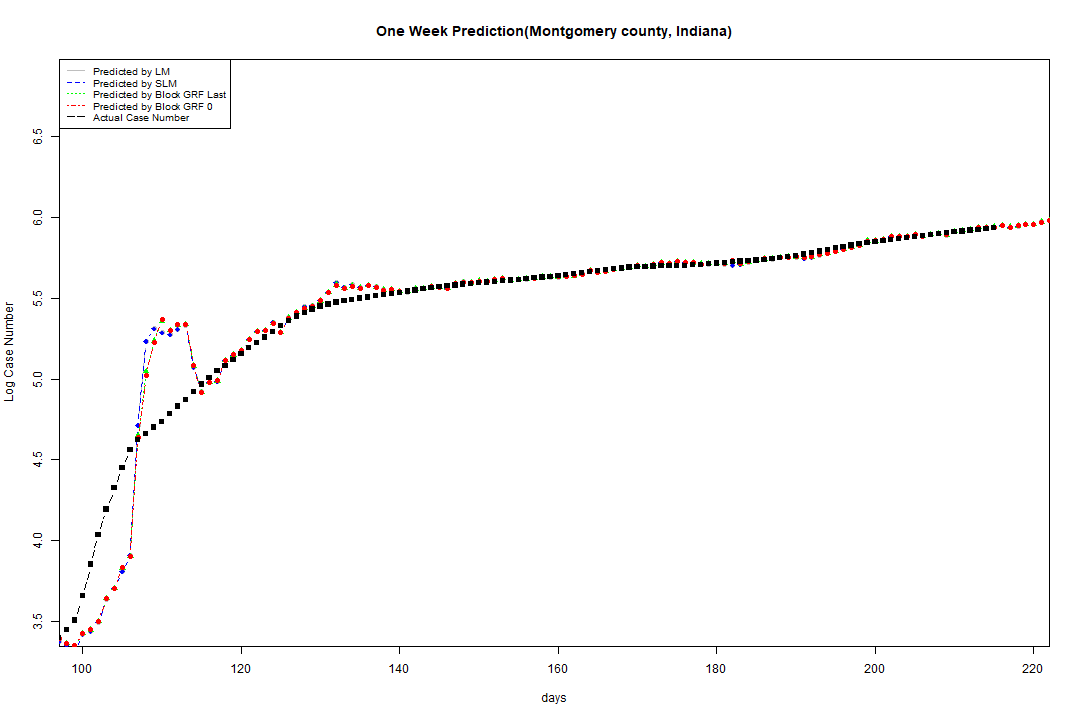 One Week Prediction(Montgomery county, Indiana)
Predicted by LM
Predicted by SLM
Predicted by Block GRF Last
Predicted by Block GRF 0
Actual Case Number
Log Case Number
6.5
6.0
5.5
5.0
4.5
4.0
3.5
100 120 140 160 180 200 220
days